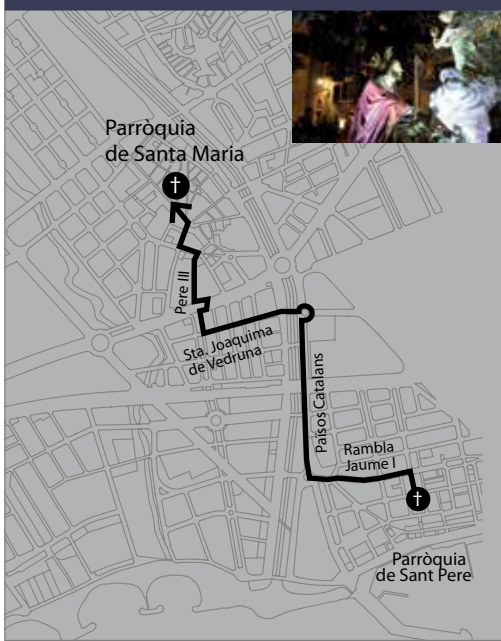 Parròquia
de Santa Maria
Pere III
Sta. Joaquima
de Vedruna
Països Catalans
Rambla
Jaume I
Parròquia
de Sant Pere